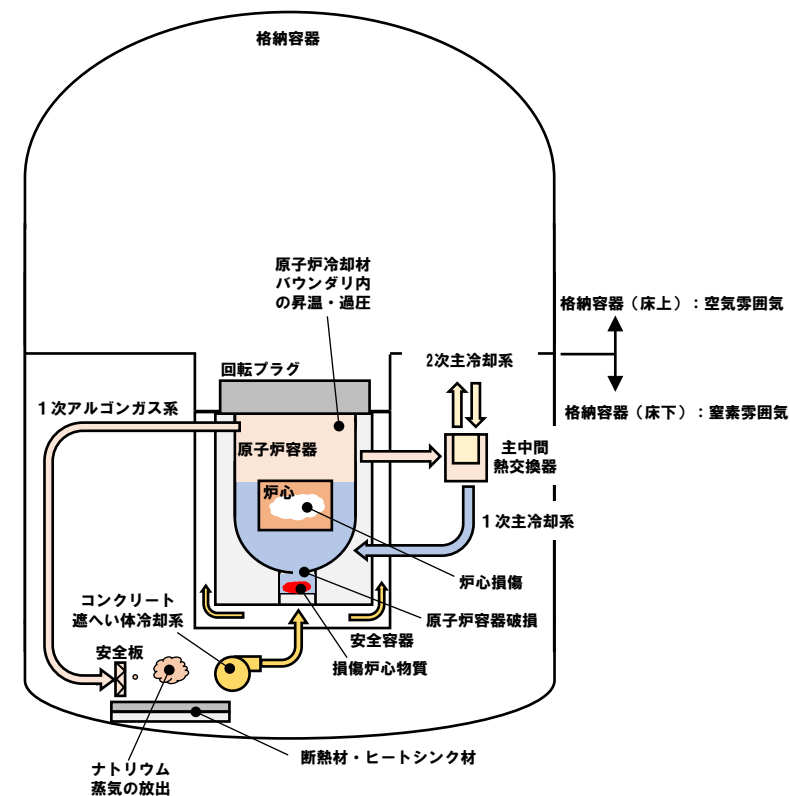 格納容器
原子炉冷却材
バウンダリ内
の昇温・過圧
格納容器（床上）：空気雰囲気
2次主冷却系
回転プラグ
１次アルゴンガス系
格納容器（床下）：窒素雰囲気
原子炉容器
主中間
熱交換器
炉心
１次主冷却系
炉心損傷
コンクリート
遮へい体冷却系
原子炉容器破損
安全容器
安全板
損傷炉心物質
断熱材・ヒートシンク材
ナトリウム
蒸気の放出